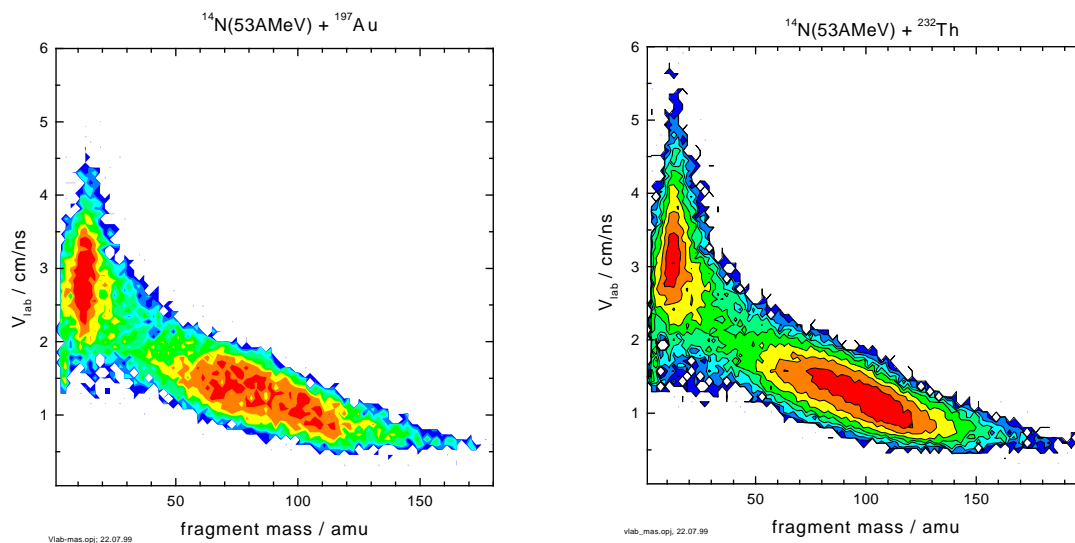 ¹⁴N(53AMeV) + ¹⁹⁷Au
6
5
4
3
2
1
V_lab / cm/ns
50
100
150
fragment mass / amu
Vlab-mas.opj; 22.07.99
¹⁴N(53AMeV) + ²³²Th
6
5
4
3
2
1
V_lab / cm/ns
50
100
150
fragment mass / amu
vlab_mas.opj, 22.07.99